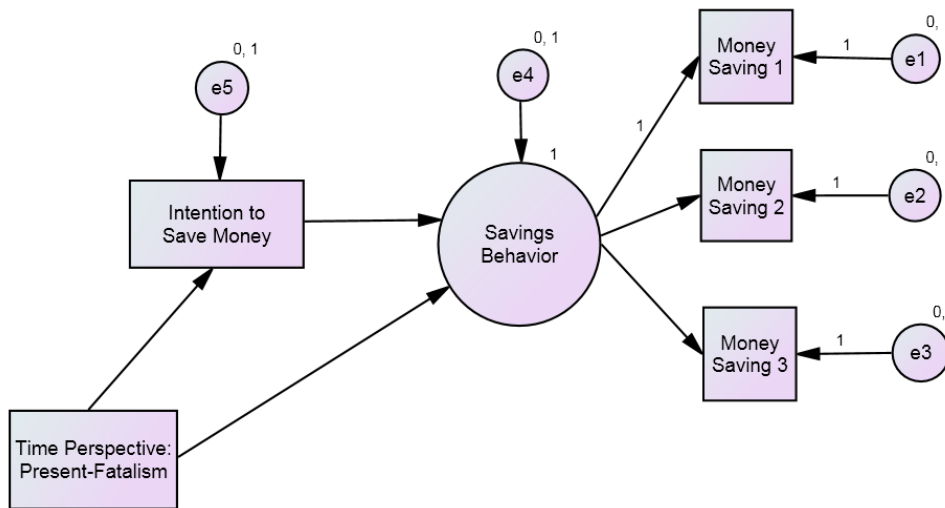 0, 1
e5
0, 1
e4
1
Intention to
Save Money
Savings
Behavior
Time Perspective:
Present-Fatalism
1
Money
Saving 1
1
0,
e1
Money
Saving 2
1
0,
e2
Money
Saving 3
1
0,
e3